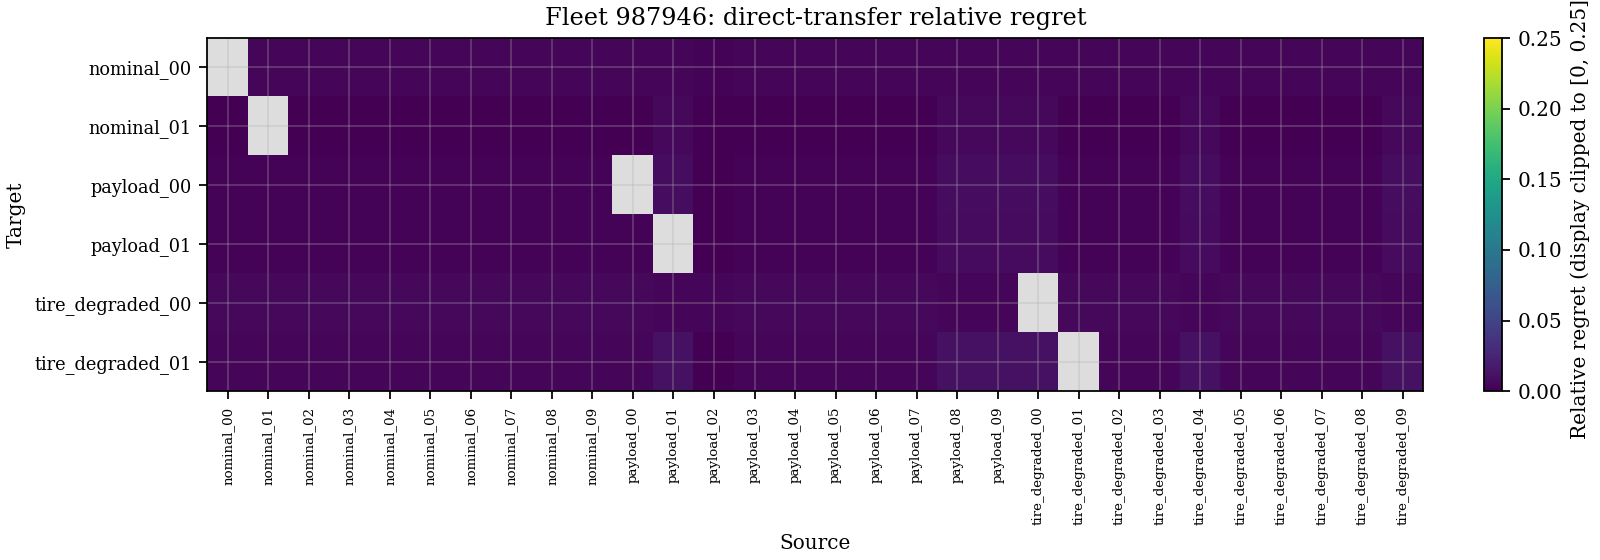 Fleet 987946: direct-transfer relative regret
Target
nominal_00
nominal_01
payload_00
payload_01
tire_degraded_00
tire_degraded_01
nominal_00
nominal_01
nominal_02
nominal_03
nominal_04
nominal_05
nominal_06
nominal_07
nominal_08
nominal_09
payload_00
payload_01
payload_02
payload_03
payload_04
payload_05
payload_06
payload_07
payload_08
payload_09
tire_degraded_00
tire_degraded_01
tire_degraded_02
tire_degraded_03
tire_degraded_04
tire_degraded_05
tire_degraded_06
tire_degraded_07
tire_degraded_08
tire_degraded_09
Source
0.25
0.20
0.15
0.10
0.05
0.00
Relative regret (display clipped to [0, 0.25]